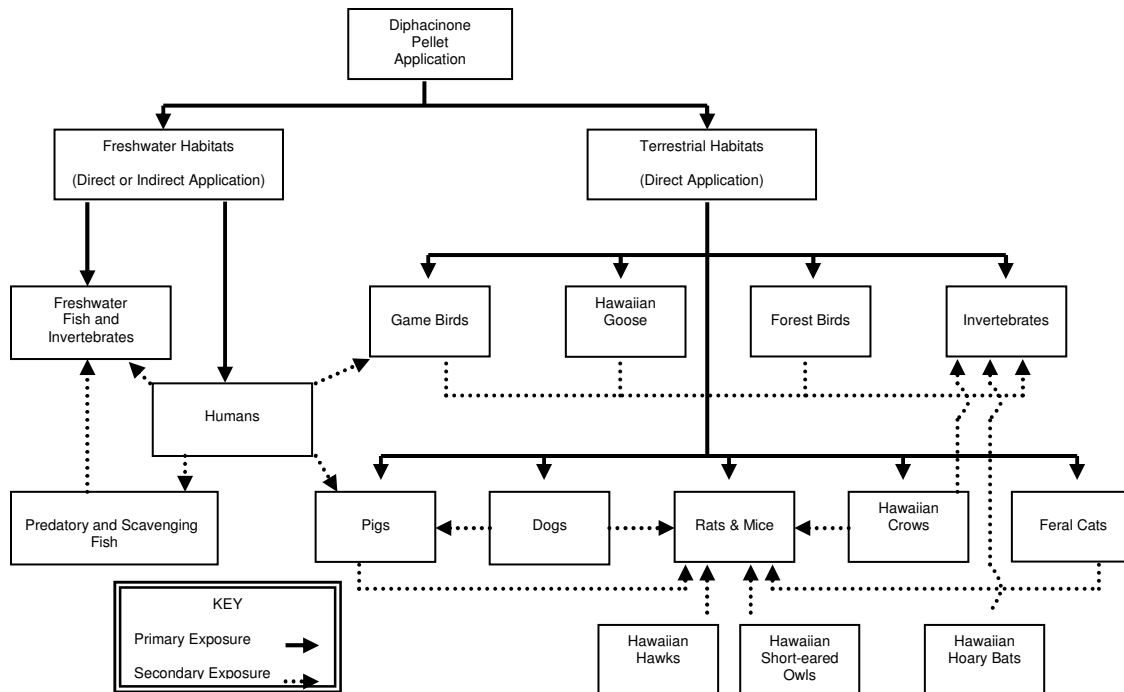 Diphacinone
Pellet
Application
Freshwater Habitats
(Direct or Indirect Application)
Terrestrial Habitats
(Direct Application)
Freshwater
Fish and
Invertebrates
Game Birds
Hawaiian
Goose
Forest Birds
Invertebrates
Humans
Predatory and Scavenging
Fish
Pigs
Dogs
Rats & Mice
Hawaiian
Crows
Feral Cats
KEY
Primary Exposure
Secondary Exposure
Hawaiian
Hawks
Hawaiian
Short-eared
Owls
Hawaiian
Hoary Bats